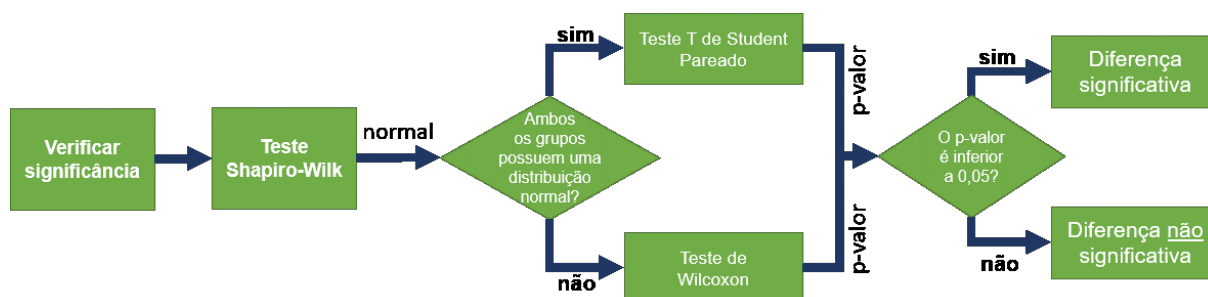 Verificar
significância
Teste
Shapiro-Wilk
normal
Ambos
os grupos
possuem uma
distribuição
normal?
sim
Teste T de Student
Pareado
não
Teste de
Wilcoxon
p-valor
p-valor
O p-valor
é inferior
a 0,05?
sim
Diferença
significativa
não
Diferença não
significativa